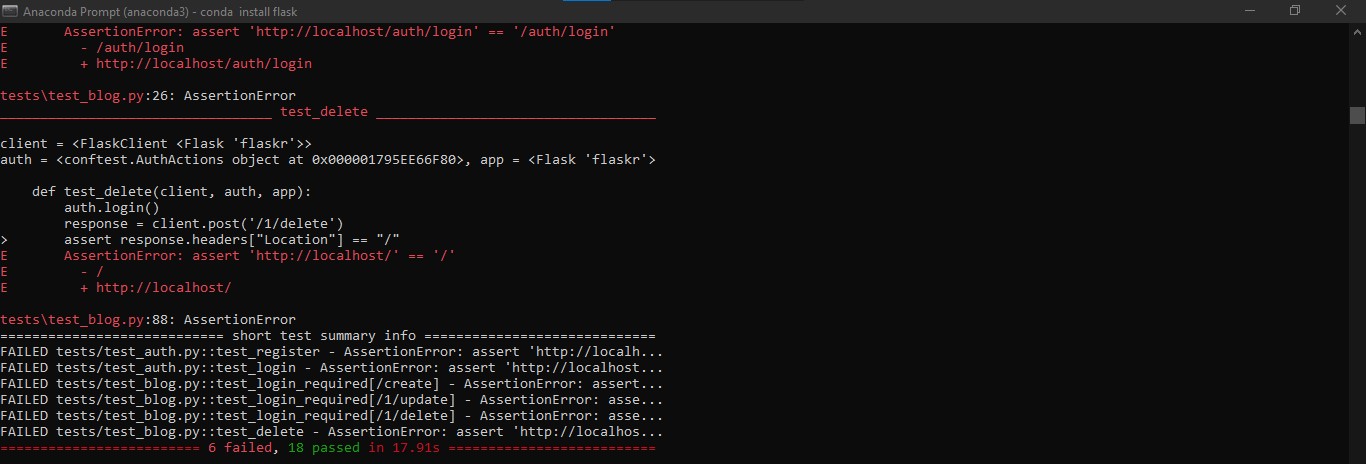 Anaconda Prompt (anaconda3) - conda  install flask
E       AssertionError: assert 'http://localhost/auth/login' == '/auth/login'
E         - /auth/login
E         + http://localhost/auth/login
tests\test_blog.py:26: AssertionError
__________________________________ test_delete ___________________________________
client = <FlaskClient <Flask 'flaskr'>>
auth = <conftest.AuthActions object at 0x000001795EE66F80>, app = <Flask 'flaskr'>
    def test_delete(client, auth, app):
        auth.login()
        response = client.post('/1/delete')
>       assert response.headers["Location"] == "/"
E       AssertionError: assert 'http://localhost/' == '/'
E         - /
E         + http://localhost/
tests\test_blog.py:88: AssertionError
============================ short test summary info =============================
FAILED tests/test_auth.py::test_register - AssertionError: assert 'http://localh...
FAILED tests/test_auth.py::test_login - AssertionError: assert 'http://localhost...
FAILED tests/test_blog.py::test_login_required[/create] - AssertionError: assert...
FAILED tests/test_blog.py::test_login_required[/1/update] - AssertionError: asse...
FAILED tests/test_blog.py::test_login_required[/1/delete] - AssertionError: asse...
FAILED tests/test_blog.py::test_delete - AssertionError: assert 'http://localhos...
========================= 6 failed, 18 passed in 17.91s ==========================